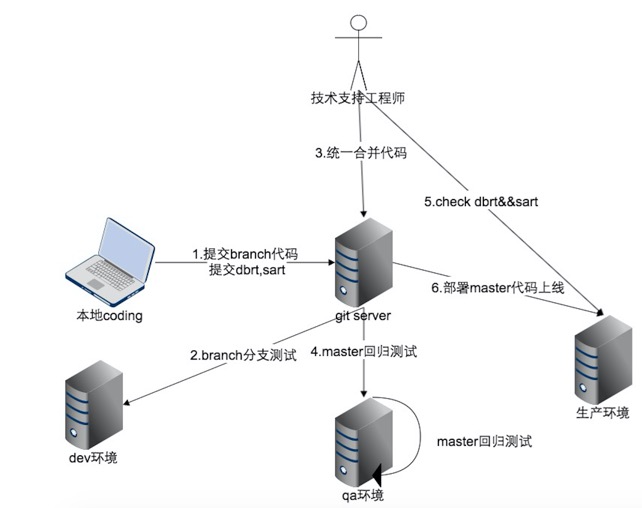 技术支持工程师
3.统一合并代码
5.check dbrt&&sart
1.提交branch代码
提交dbrt,sart
6.部署master代码上线
本地coding
git server
2.branch分支测试
4.master回归测试
生产环境
master回归测试
dev环境
qa环境